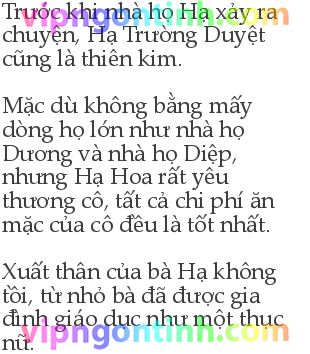 Trước khi nhà họ Hạ xảy ra
chuyện, Hạ Trường Duyệt
cũng là thiên kim.
Mặc dù không bằng mấy
dòng họ lớn như nhà họ
Dương và nhà họ Diệp,
nhưng Hạ Hoa rất yêu
thương cô, tất cả chi phí ăn
mặc của cô đều là tốt nhất.
Xuất thân của bà Hạ không
tồi, từ nhỏ bà đã được gia
đình giáo dục như một thục
nữ.
vipngontinh.com
vipngontinh.com